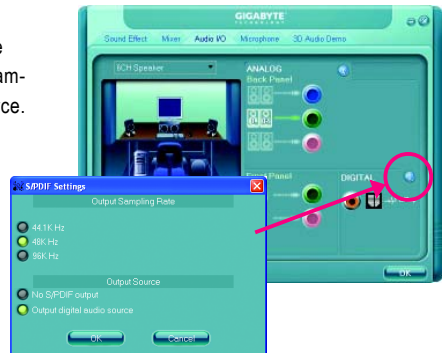 e
am-
ce.
GIGABYTE
TECHNOLOGY
Sound Effect Mixer Audio I/O Microphone 3D Audio Demo
6CH Speaker
ANALOG
Back Panel
Front Panel
DIGITAL
OK
S/PDIF Settings
Output Sampling Rate
44.1K Hz
48K Hz
96K Hz
Output Source
No S/PDIF output
Output digital audio source
OK Cancel